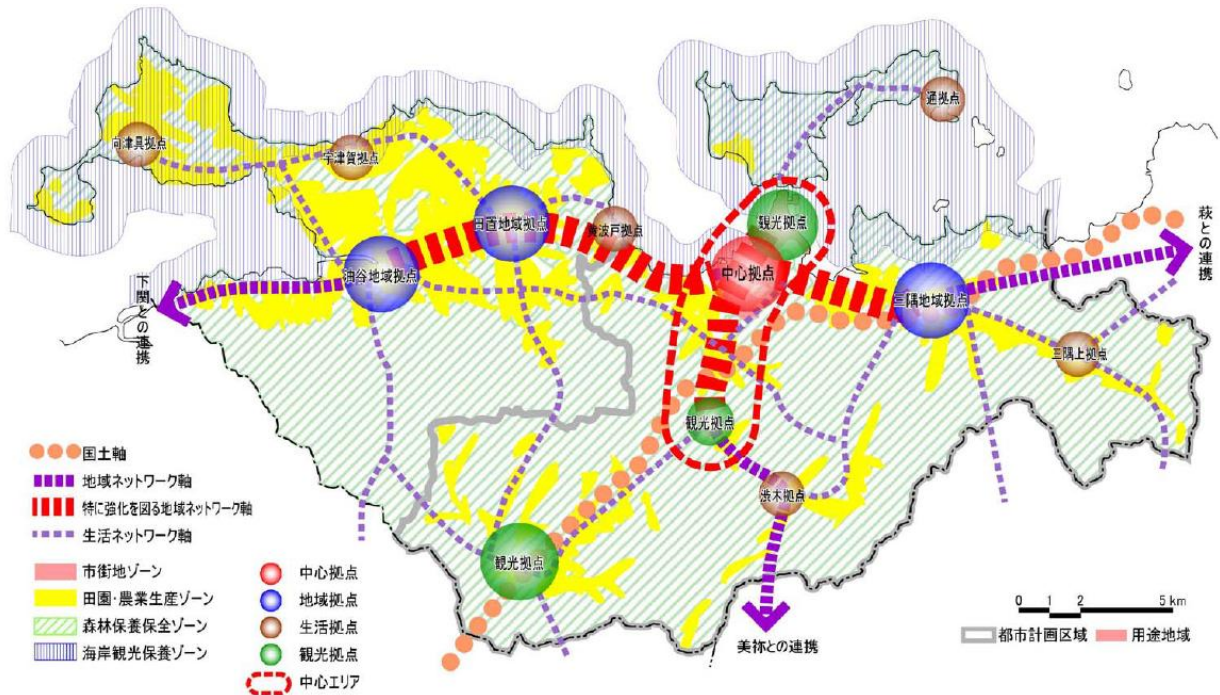 通拠点
向津具拠点
宇津賀拠点
田置地域拠点
黄波戸拠点
観光拠点
中心拠点
油谷地域拠点
三隅地域拠点
萩との連携
下関との連携
三隅上拠点
観光拠点
渋木拠点
観光拠点
美祢との連携
国土軸
地域ネットワーク軸
特に強化を図る地域ネットワーク軸
生活ネットワーク軸
市街地ゾーン
田園・農業生産ゾーン
森林保養保全ゾーン
海岸観光保養ゾーン
中心拠点
地域拠点
生活拠点
観光拠点
中心エリア
0 1 2 5 km
都市計画区域 用途地域